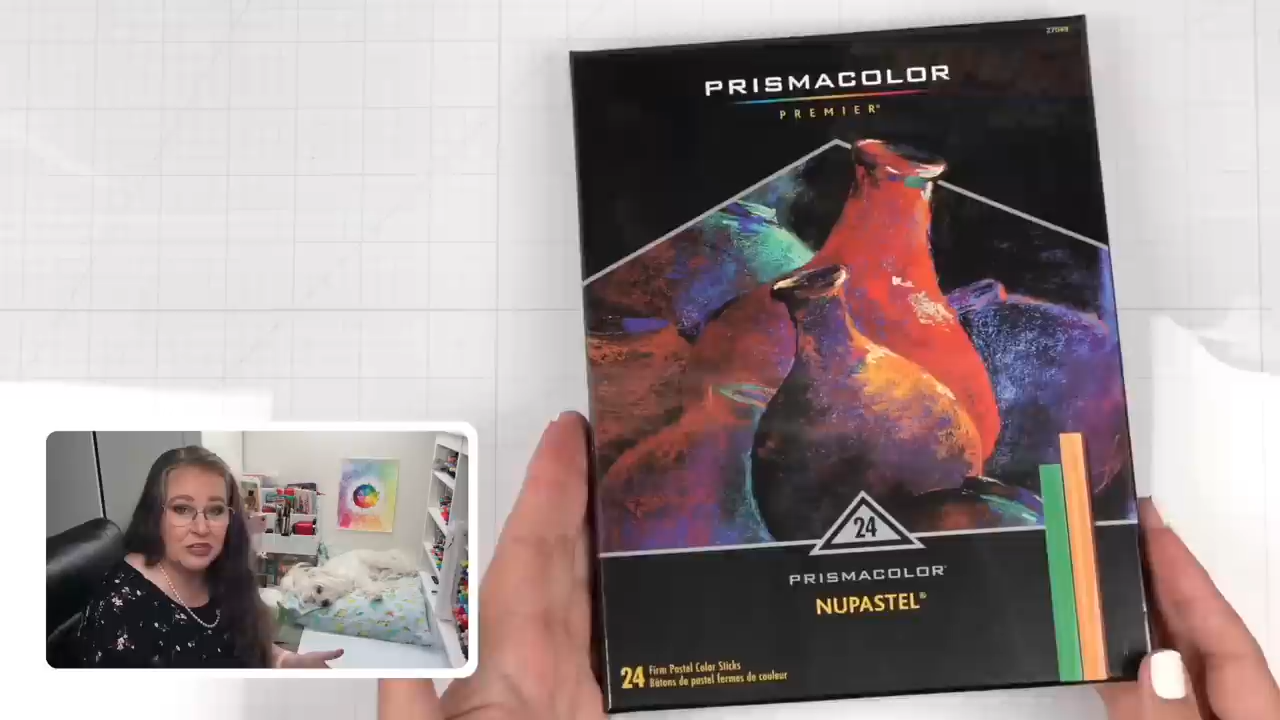 27049
PRISMACOLOR
PREMIER®
24
PRISMACOLOR®
NUPASTEL®
24 Firm Pastel Color Sticks
Bâtons de pastel fermes de couleur